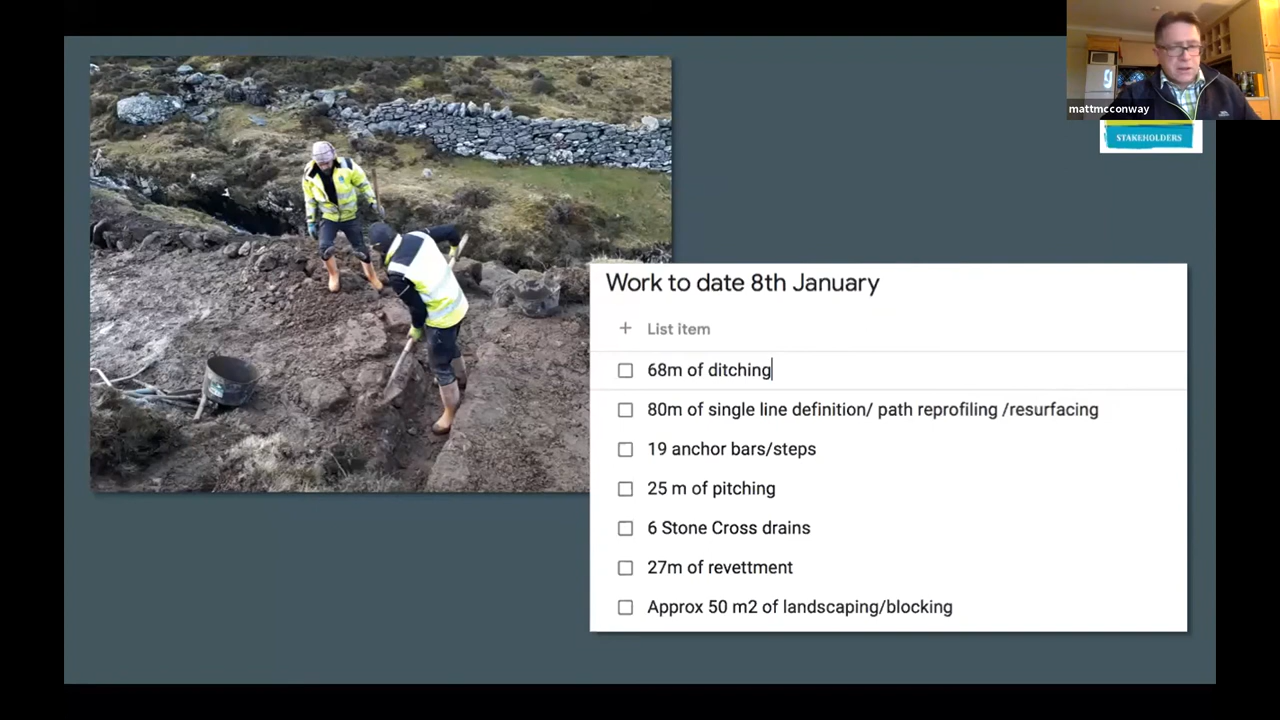 mattmcconway
STAKEHOLDERS
Work to date 8th January
+ List item
68m of ditching
80m of single line definition/ path reprofiling /resurfacing
19 anchor bars/steps
25 m of pitching
6 Stone Cross drains
27m of revettment
Approx 50 m2 of landscaping/blocking